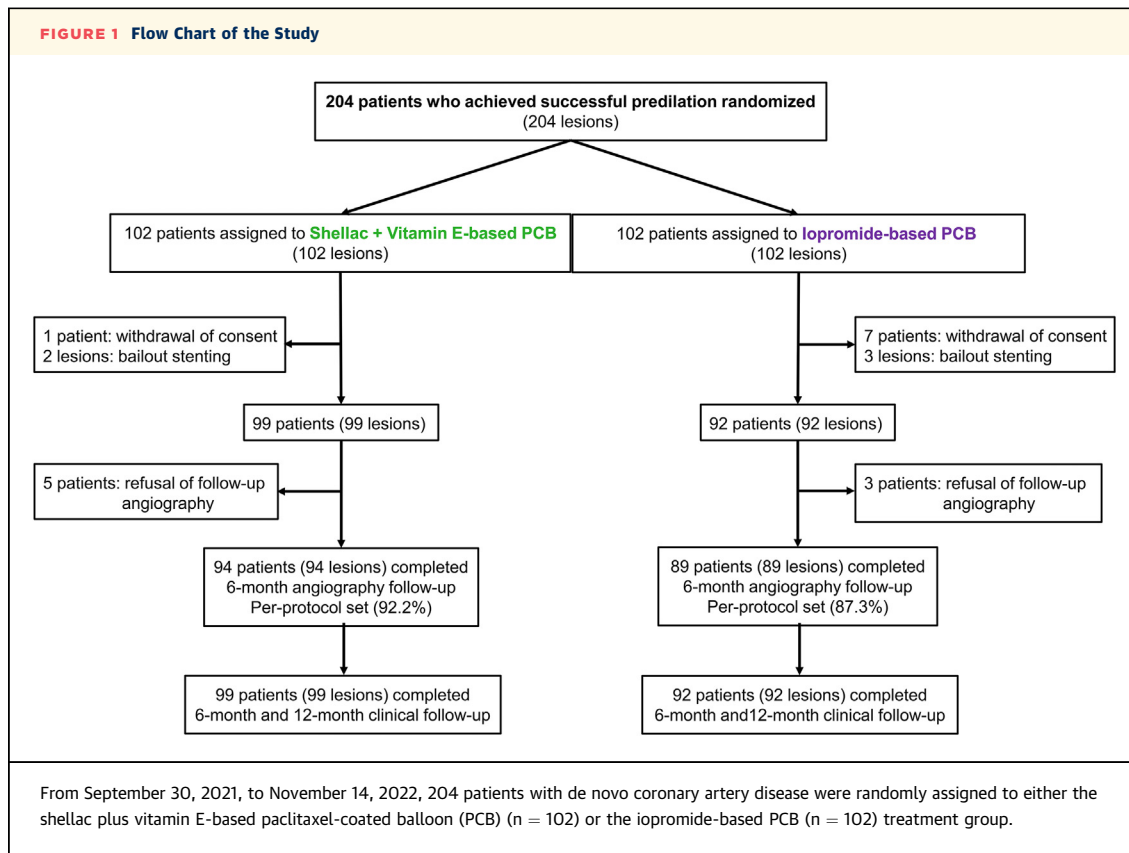 FIGURE 1 Flow Chart of the Study
204 patients who achieved successful predilation randomized
(204 lesions)
102 patients assigned to Shellac + Vitamin E-based PCB
(102 lesions)
102 patients assigned to Iopromide-based PCB
(102 lesions)
1 patient: withdrawal of consent
2 lesions: bailout stenting
7 patients: withdrawal of consent
3 lesions: bailout stenting
99 patients (99 lesions)
92 patients (92 lesions)
5 patients: refusal of follow-up
angiography
3 patients: refusal of follow-up
angiography
94 patients (94 lesions) completed
6-month angiography follow-up
Per-protocol set (92.2%)
89 patients (89 lesions) completed
6-month angiography follow-up
Per-protocol set (87.3%)
99 patients (99 lesions) completed
6-month and 12-month clinical follow-up
92 patients (92 lesions) completed
6-month and12-month clinical follow-up
From September 30, 2021, to November 14, 2022, 204 patients with de novo coronary artery disease were randomly assigned to either the
shellac plus vitamin E-based paclitaxel-coated balloon (PCB) (n = 102) or the iopromide-based PCB (n = 102) treatment group.